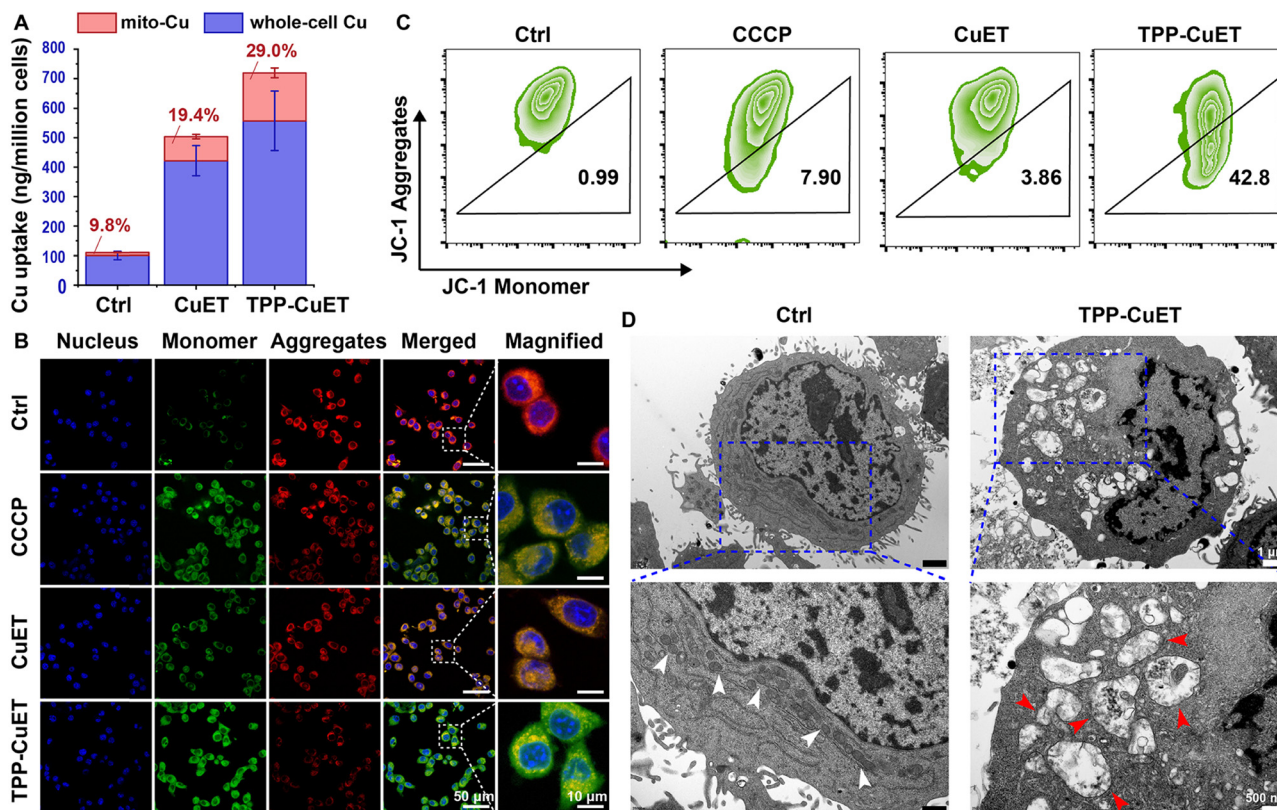 A
mito-Cu
whole-cell Cu
Cu uptake (ng/million cells)
800
700
600
500
400
300
200
100
0
9.8%
19.4%
29.0%
Ctrl
CuET
TPP-CuET
C
Ctrl
CCCP
CuET
TPP-CuET
0.99
7.90
3.86
42.8
JC-1 Aggregates
JC-1 Monomer
B
Nucleus
Monomer
Aggregates
Merged
Magnified
Ctrl
CCCP
CuET
TPP-CuET
50 µm
10 µm
D
Ctrl
TPP-CuET
1 µ
500 n